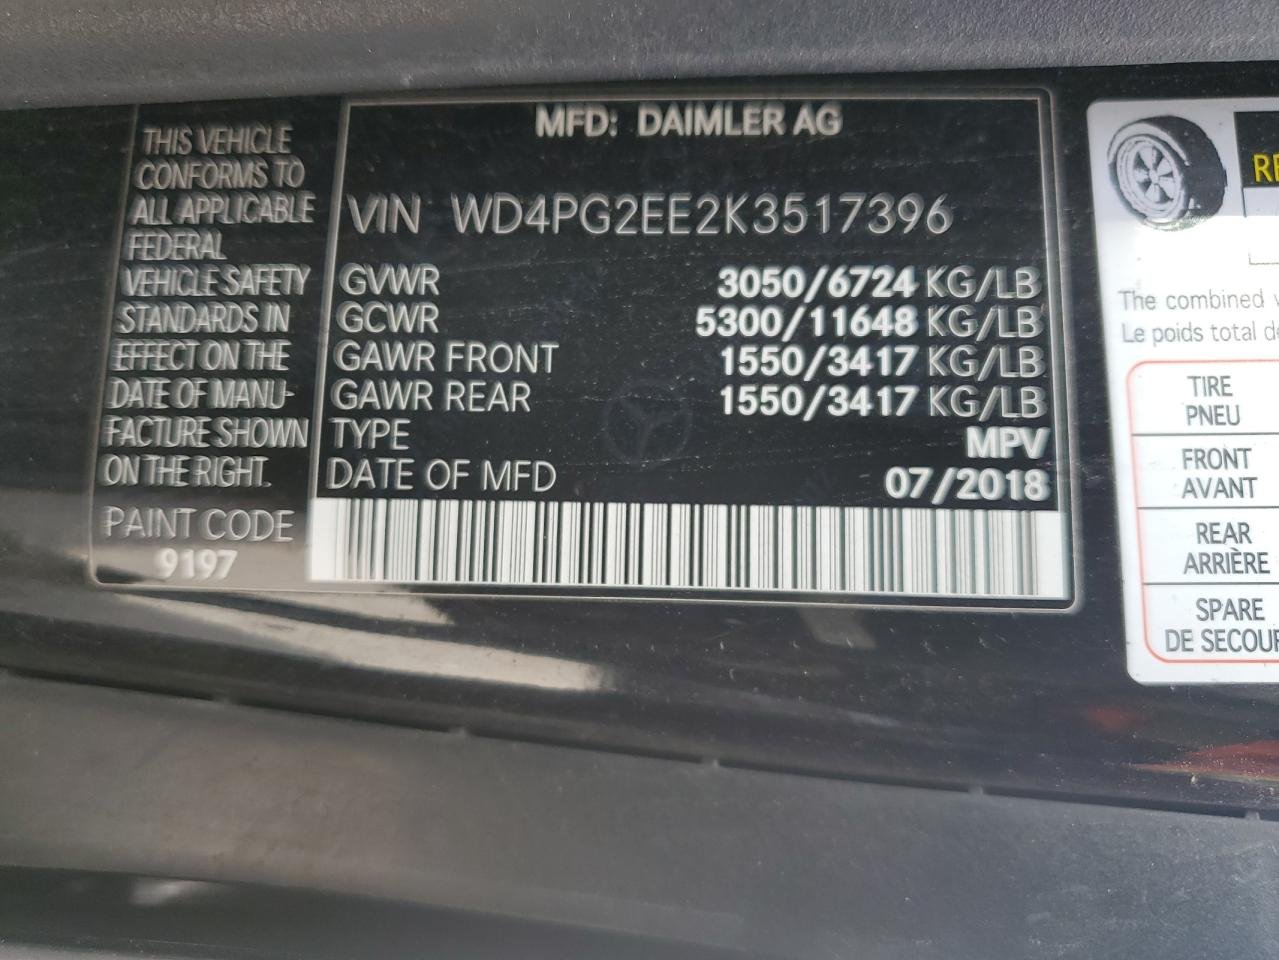 MFD: DAIMLER AG
THIS VEHICLE
CONFORMS TO
ALL APPLICABLE
FEDERAL
VEHICLE SAFETY
STANDARDS IN
EFFECT ON THE
DATE OF MANU-
FACTURE SHOWN
ON THE RIGHT.
PAINT CODE
9197
VIN WD4PG2EE2K3517396
GVWR 3050/6724 KG/LB
GCWR 5300/11648 KG/LB
GAWR FRONT 1550/3417 KG/LB
GAWR REAR 1550/3417 KG/LB
TYPE MPV
DATE OF MFD 07/2018
The combined
Le poids total
TIRE
PNEU
FRONT
AVANT
REAR
ARRIÈRE
SPARE
DE